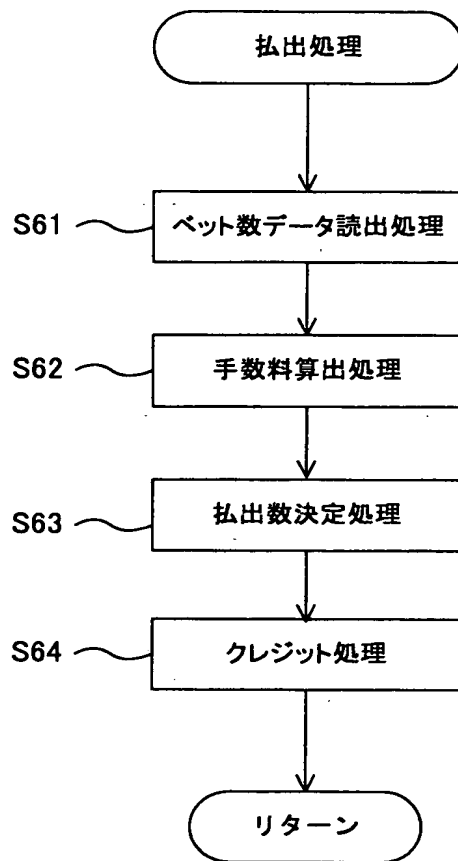 払出処理
S61 ベット数データ読出処理
S62 手数料算出処理
S63 払出数決定処理
S64 クレジット処理
リターン